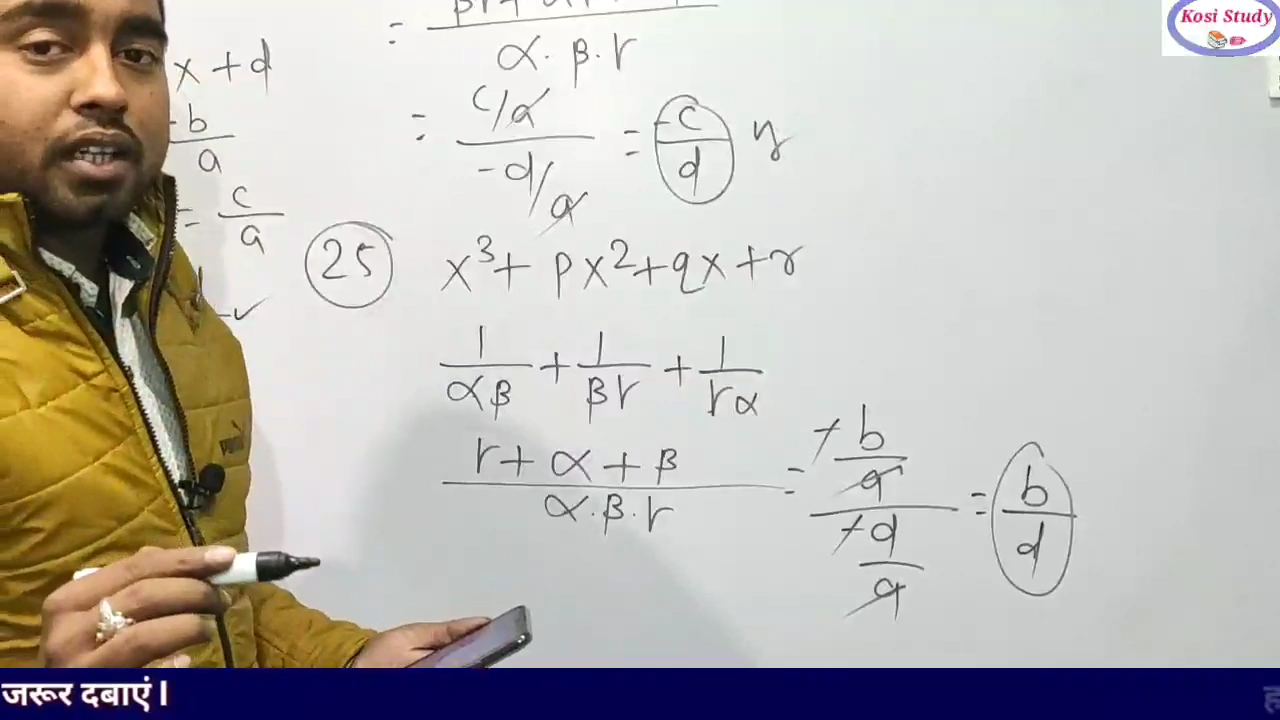 Kosi Study
= / α · β · r
x + d
-b/a
= c/a
= (c/a)/(-d/a) = -c/d
25 x³ + px² + qx + r
1/αβ + 1/βr + 1/rα
(r + α + β)/(α · β · r) = (-b/a)/(-d/a) = b/d
जरूर दबाएं।